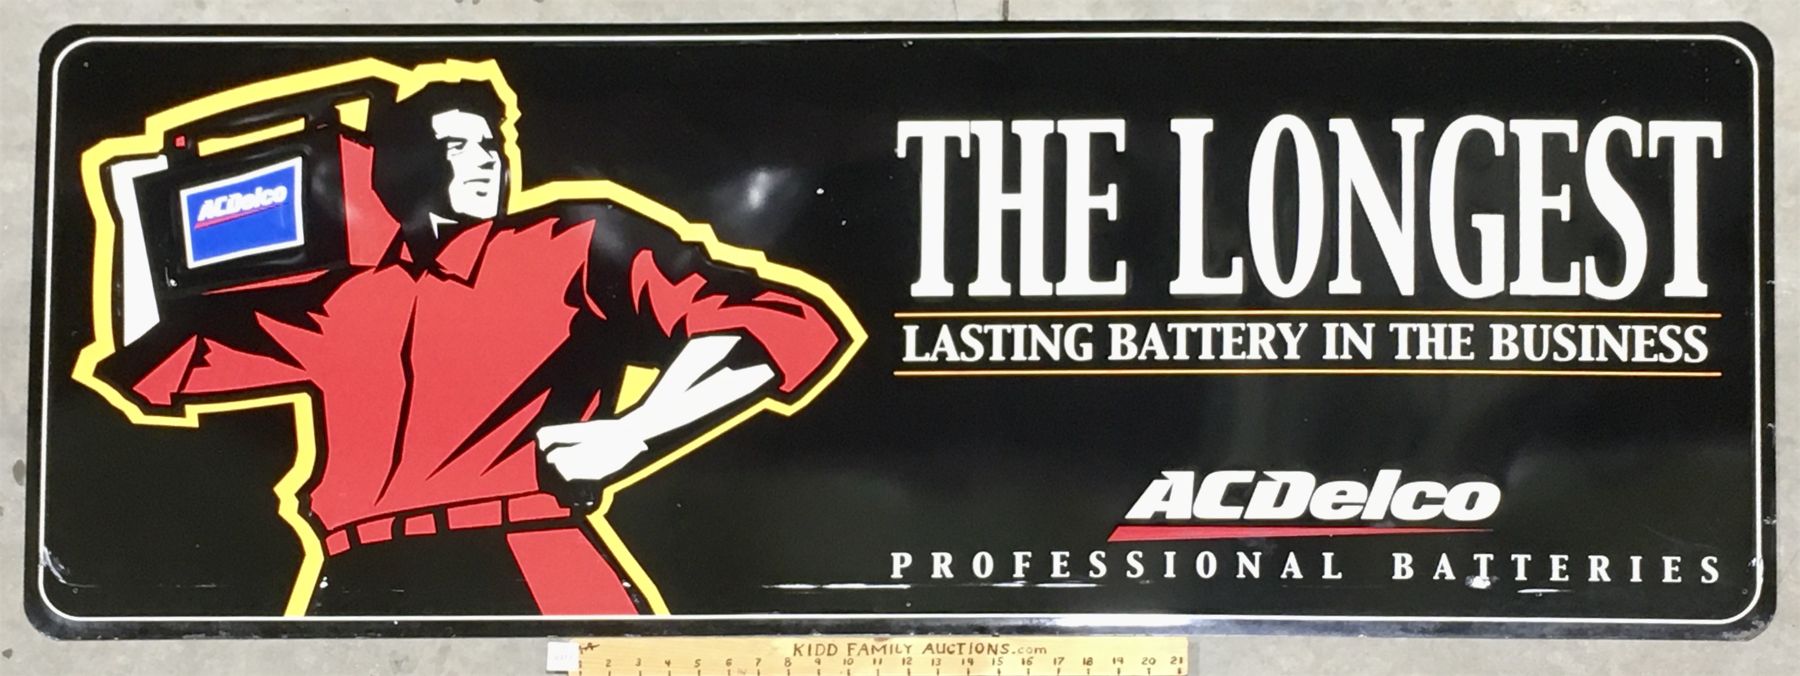 ACDelco
THE LONGEST
LASTING BATTERY IN THE BUSINESS
ACDelco
PROFESSIONAL BATTERIES
KIDD FAMILY AUCTIONS.com
2 3 4 5 6 7 8 9 10 11 12 13 14 15 16 17 18 19 20 21